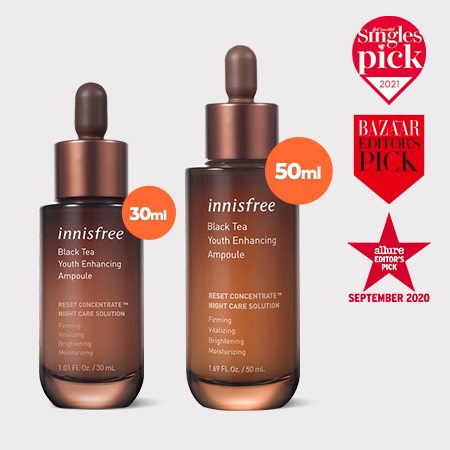 30ml
innisfree
Black Tea
Youth Enhancing
Ampoule
RESET CONCENTRATE™
NIGHT CARE SOLUTION
Firming
Vitalizing
Brightening
Moisturizing
1.01 FL Oz. / 30 mL
50ml
innisfree
Black Tea
Youth Enhancing
Ampoule
RESET CONCENTRATE™
NIGHT CARE SOLUTION
Firming
Vitalizing
Brightening
Moisturizing
1.69 FL Oz. / 50 mL
Singles
pick
2021
BAZAAR
EDITOR'S
PICK
allure
EDITOR'S
PICK
SEPTEMBER 2020